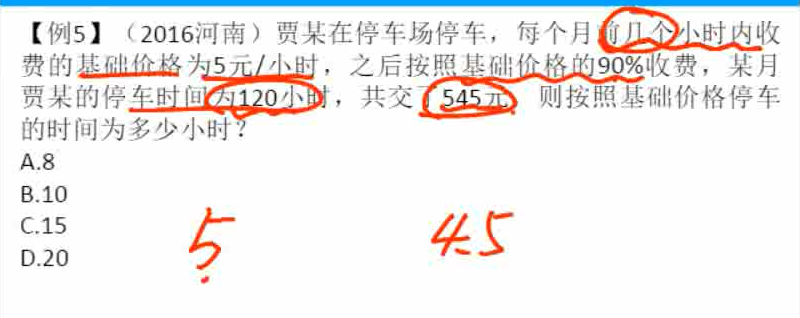 【例5】（2016河南）贾某在停车场停车，每个月前几个小时内收
费的基础价格为5元/小时，之后按照基础价格的90%收费，某月
贾某的停车时间为120小时，共交了545元，则按照基础价格停车
的时间为多少小时？
A.8
B.10
C.15
D.20
5
4.5